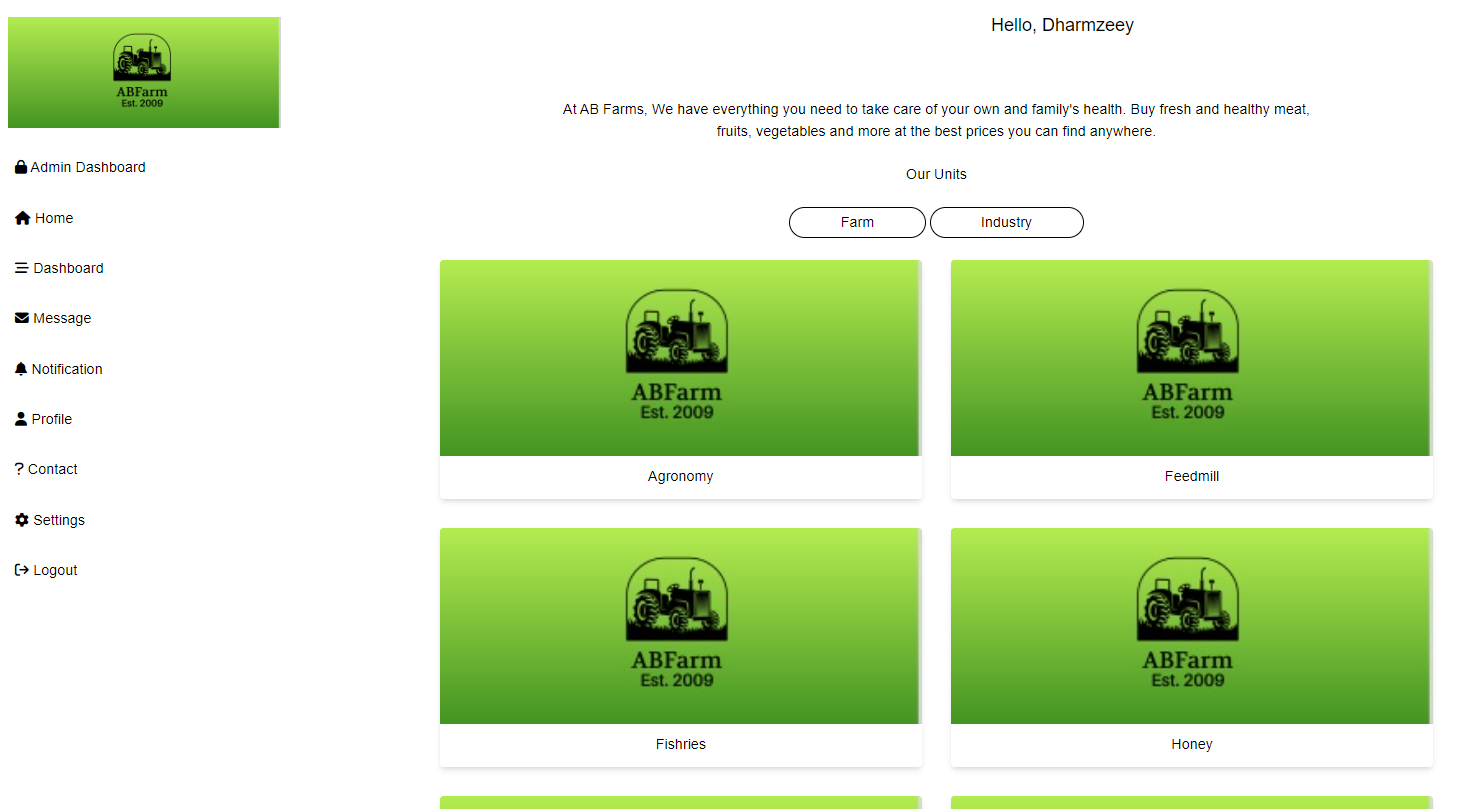 ABFarm
Est. 2009
Admin Dashboard
Home
Dashboard
Message
Notification
Profile
? Contact
Settings
Logout
Hello, Dharmzeey
At AB Farms, We have everything you need to take care of your own and family's health. Buy fresh and healthy meat,
fruits, vegetables and more at the best prices you can find anywhere.
Our Units
Farm
Industry
ABFarm
Est. 2009
Agronomy
ABFarm
Est. 2009
Feedmill
ABFarm
Est. 2009
Fishries
ABFarm
Est. 2009
Honey